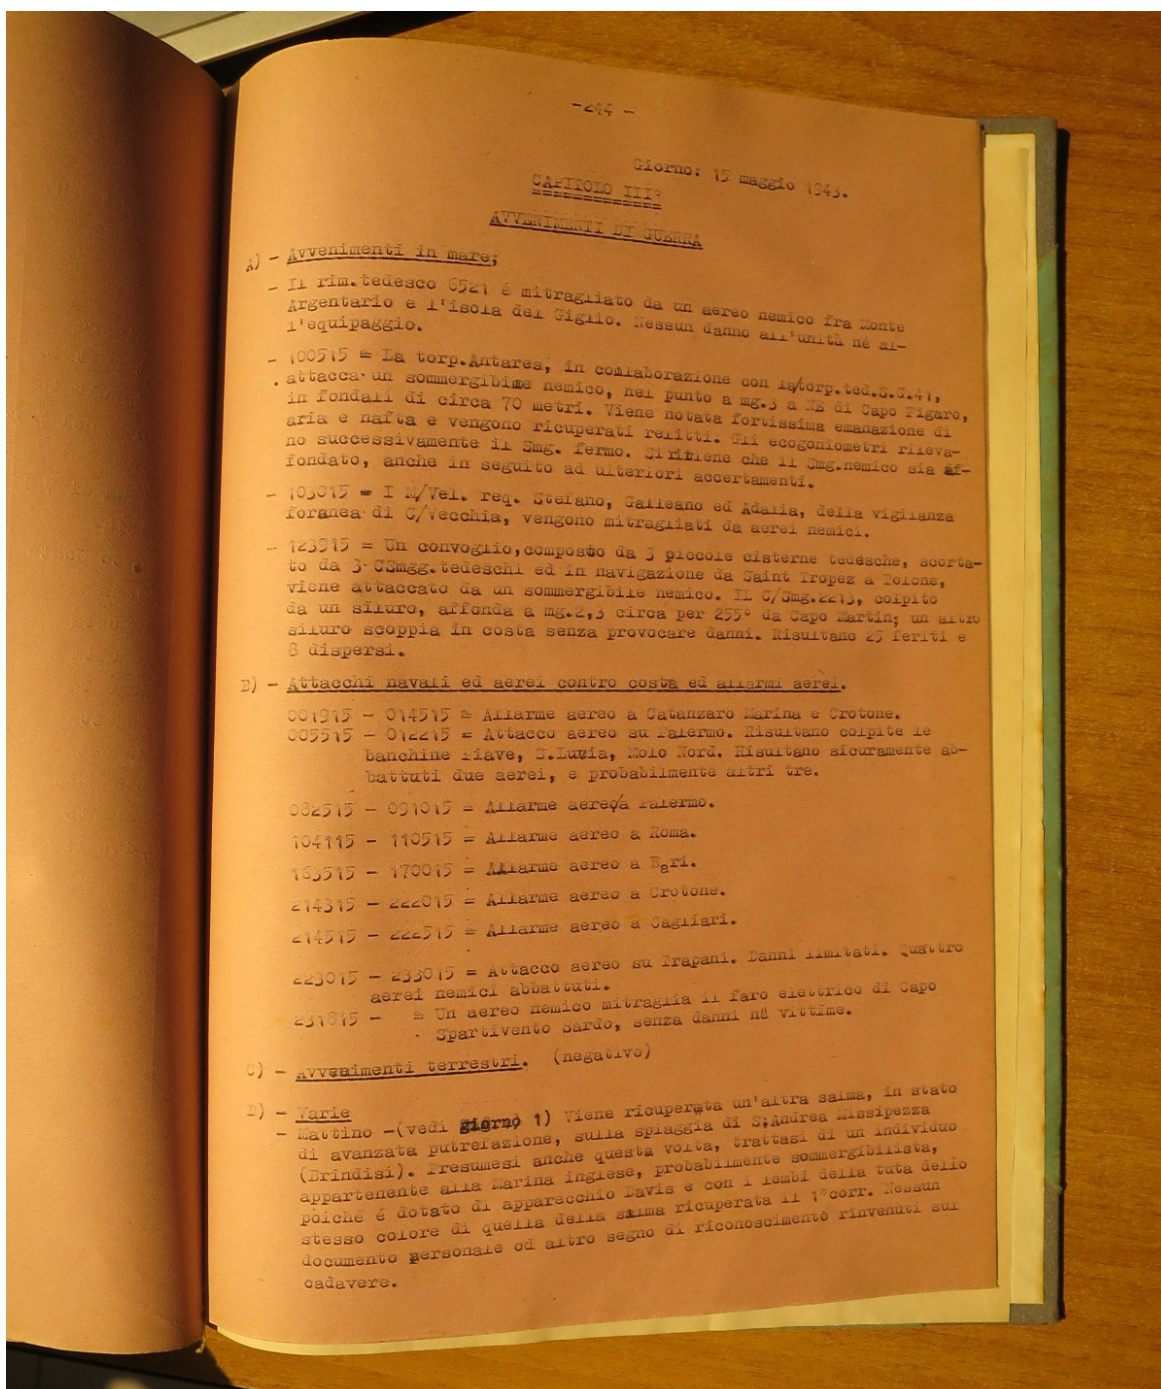 -244 -
Giorno: 15 maggio 1943.
CAPITOLO III°
AVVENIMENTI DI GUERRA
A) - Avvenimenti in mare;
- Il rim.tedesco 6521 é mitragliato da un aereo nemico fra Monte
Argentario e l'isola del Giglio. Nessun danno all'unità né al-
l'equipaggio.
- 100515 = La torp.Antares, in comlaborazione con la/torp.ted.S.G.41,
attacca un sommergibime nemico, nel punto a mg.3 a NE di Capo Figaro,
in fondali di circa 70 metri. Viene notata fortissima emanazione di
aria e nafta e vengono ricuperati relitti. Gli ecogoniometri rileva-
no successivamente il Smg. fermo. Si ritiene che il Smg.nemico sia af-
fondato, anche in seguito ad ulteriori accertamenti.
- 103015 = I M/Vel. req. Stefano, Galleano ed Adalia, della vigilanza
foranea di C/Vecchia, vengono mitragliati da aerei nemici.
- 123915 = Un convoglio,composto da 3 piccole cisterne tedesche, scorta-
to da 3 CSmgg.tedeschi ed in navigazione da Saint Tropez a Tolone,
viene attaccato da un sommergibile nemico. IL C/Smg.2213, colpito
da un siluro, affonda a mg.2,3 circa per 255° da Capo Martin; un altro
siluro scoppia in costa senza provocare danni. Risultano 25 feriti e
8 dispersi.
B) - Attacchi navali ed aerei contro costa ed allarmi aerei.
001915 - 014515 = Allarme aereo a Catanzaro Marina e Crotone.
005515 - 012215 = Attacco aereo su Palermo. Risultano colpite le
banchine Piave, S.Luvia, Molo Nord. Risultano sicuramente ab-
battuti due aerei, e probabilmente altri tre.
082515 - 091015 = Allarme aereo/a Palermo.
104115 - 110515 = Allarme aereo a Roma.
163515 - 170015 = Allarme aereo a Bari.
214315 - 222015 = Allarme aereo a Crotone.
214515 - 222515 = Allarme aereo a Cagliari.
223015 - 233015 = Attacco aereo su Trapani. Danni limitati. Quattro
aerei nemici abbattuti.
231815 - = Un aereo nemico mitraglia il faro elettrico di Capo
Spartivento Sardo, senza danni né vittime.
C) - Avvenimenti terrestri. (negativo)
D) - Varie
- Mattino -(vedi giorno 1) Viene ricuperata un'altra salma, in stato
di avanzata putrefazione, sulla spiaggia di S;Andrea Missipezza
(Brindisi). Presumesi anche questa volta, trattasi di un individuo
appartenente alla Marina inglese, probabilmente sommergibilista,
poiché é dotato di apparecchio Davis e con i lembi della tuta dello
stesso colore di quella della salma ricuperata il 1°corr. Nessun
documento personale od altro segno di riconoscimento rinvenuti sul
cadavere.